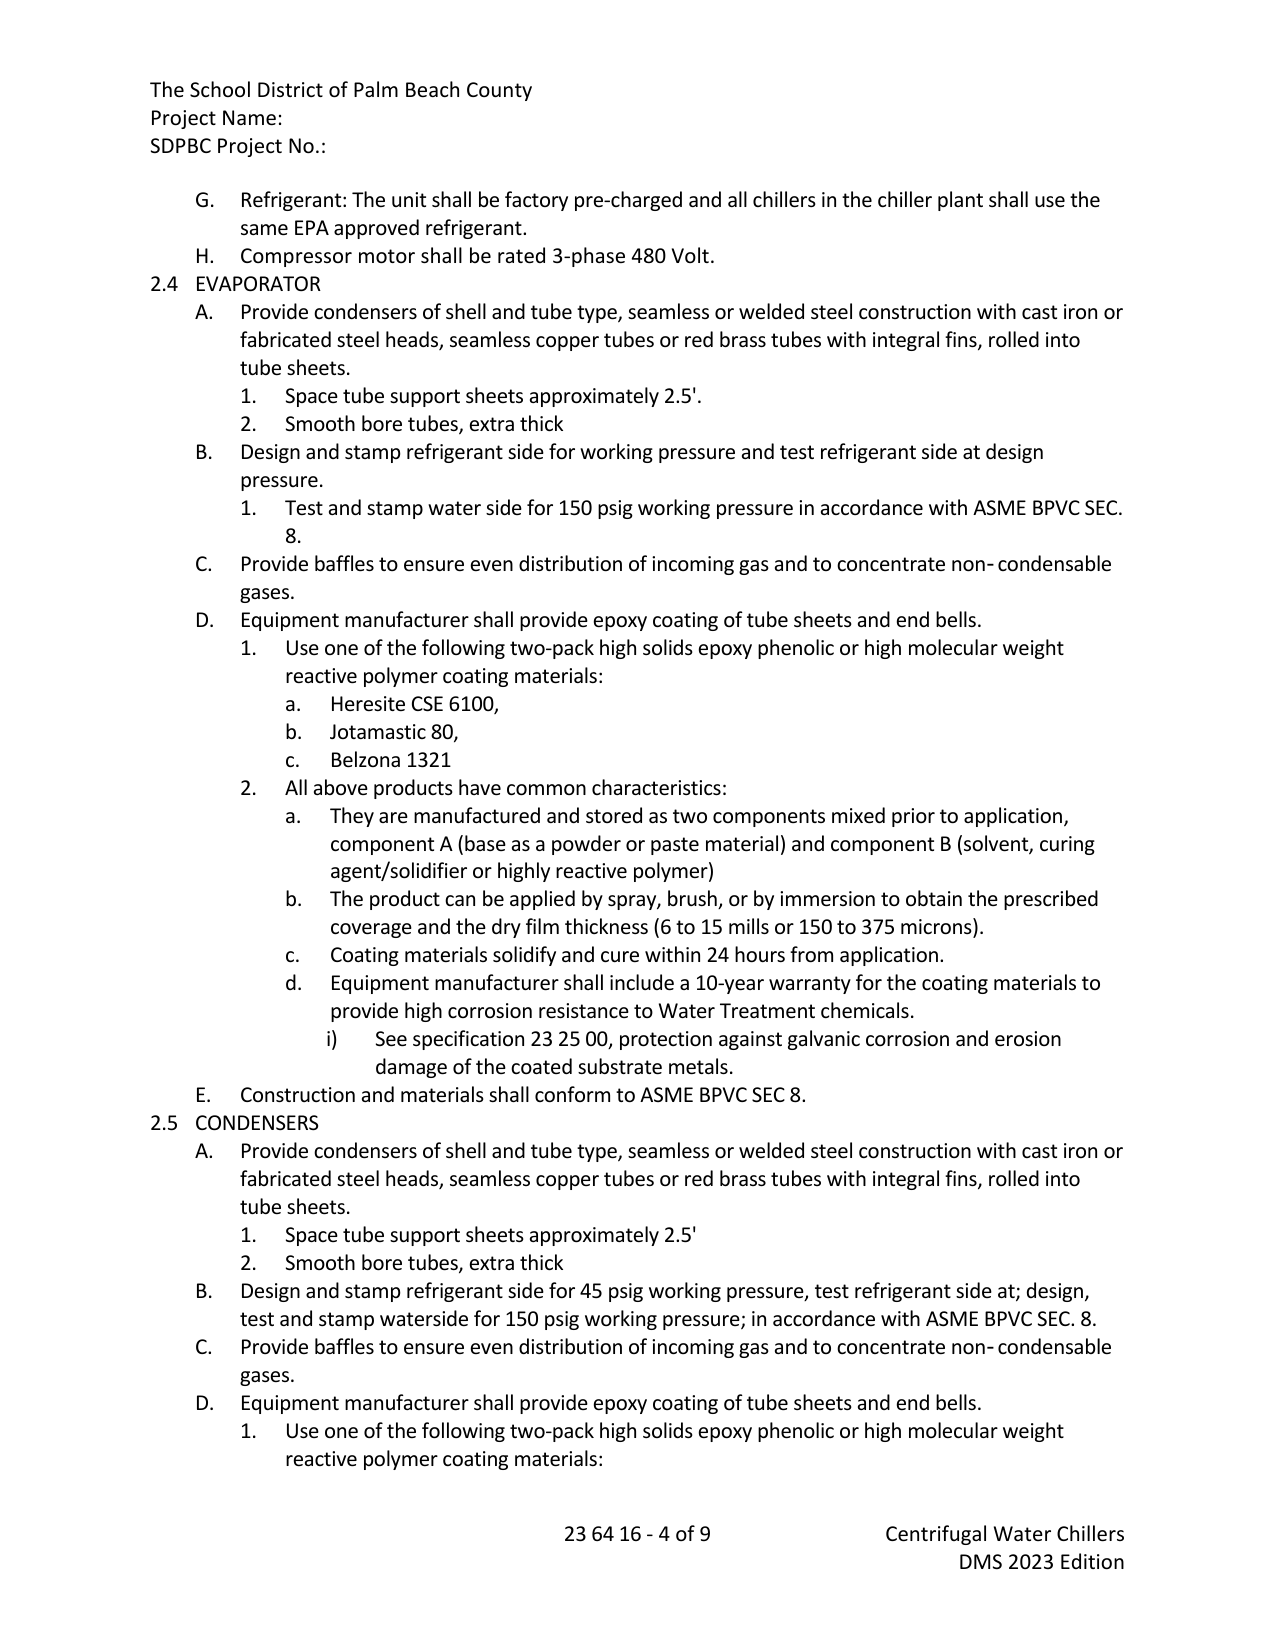 The School District of Palm Beach County
Project Name:
SDPBC Project No.:
G. Refrigerant: The unit shall be factory pre-charged and all chillers in the chiller plant shall use the
same EPA approved refrigerant.
H. Compressor motor shall be rated 3-phase 480 Volt.
2.4 EVAPORATOR
A. Provide condensers of shell and tube type, seamless or welded steel construction with cast iron or
fabricated steel heads, seamless copper tubes or red brass tubes with integral fins, rolled into
tube sheets.
1. Space tube support sheets approximately 2.5'.
2. Smooth bore tubes, extra thick
B. Design and stamp refrigerant side for working pressure and test refrigerant side at design
pressure.
1. Test and stamp water side for 150 psig working pressure in accordance with ASME BPVC SEC.
8.
C. Provide baffles to ensure even distribution of incoming gas and to concentrate non-condensable
gases.
D. Equipment manufacturer shall provide epoxy coating of tube sheets and end bells.
1. Use one of the following two-pack high solids epoxy phenolic or high molecular weight
reactive polymer coating materials:
a. Heresite CSE 6100,
b. Jotamastic 80,
c. Belzona 1321
2. All above products have common characteristics:
a. They are manufactured and stored as two components mixed prior to application,
component A (base as a powder or paste material) and component B (solvent, curing
agent/solidifier or highly reactive polymer)
b. The product can be applied by spray, brush, or by immersion to obtain the prescribed
coverage and the dry film thickness (6 to 15 mills or 150 to 375 microns).
c. Coating materials solidify and cure within 24 hours from application.
d. Equipment manufacturer shall include a 10-year warranty for the coating materials to
provide high corrosion resistance to Water Treatment chemicals.
i) See specification 23 25 00, protection against galvanic corrosion and erosion
damage of the coated substrate metals.
E. Construction and materials shall conform to ASME BPVC SEC 8.
2.5 CONDENSERS
A. Provide condensers of shell and tube type, seamless or welded steel construction with cast iron or
fabricated steel heads, seamless copper tubes or red brass tubes with integral fins, rolled into
tube sheets.
1. Space tube support sheets approximately 2.5'
2. Smooth bore tubes, extra thick
B. Design and stamp refrigerant side for 45 psig working pressure, test refrigerant side at; design,
test and stamp waterside for 150 psig working pressure; in accordance with ASME BPVC SEC. 8.
C. Provide baffles to ensure even distribution of incoming gas and to concentrate non-condensable
gases.
D. Equipment manufacturer shall provide epoxy coating of tube sheets and end bells.
1. Use one of the following two-pack high solids epoxy phenolic or high molecular weight
reactive polymer coating materials:
23 64 16 - 4 of 9 Centrifugal Water Chillers
DMS 2023 Edition